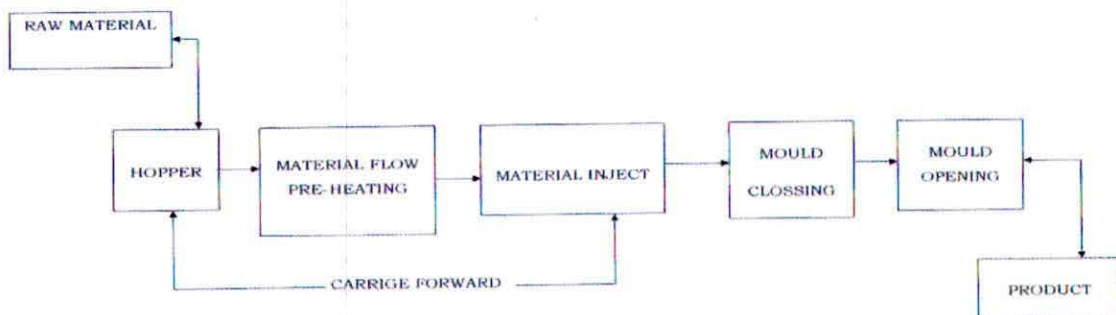 RAW MATERIAL
HOPPER
MATERIAL FLOW
PRE-HEATING
MATERIAL INJECT
MOULD
CLOSSING
MOULD
OPENING
CARRIGE FORWARD
PRODUCT